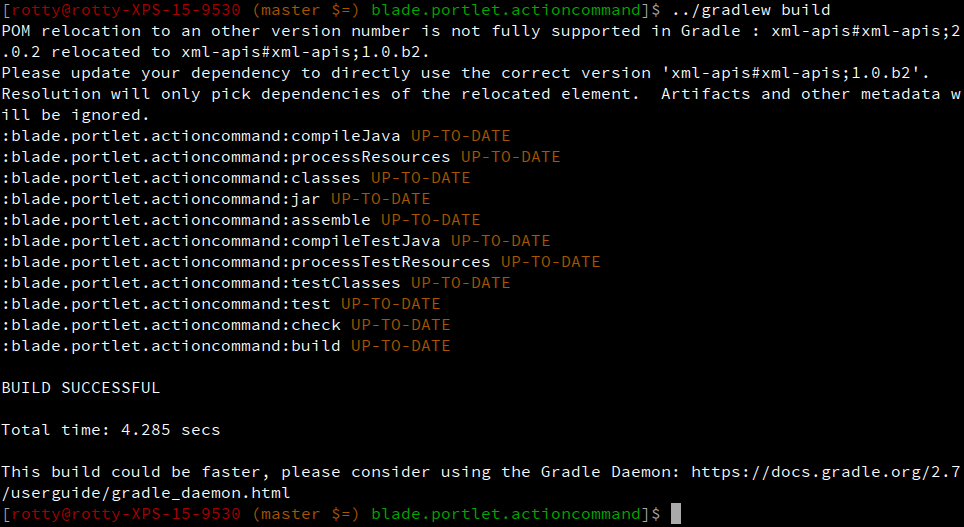 [rotty@rotty-XPS-15-9530 (master $=) blade.portlet.actioncommand]$ ../gradlew build
POM relocation to an other version number is not fully supported in Gradle : xml-apis#xml-apis;2
.0.2 relocated to xml-apis#xml-apis;1.0.b2.
Please update your dependency to directly use the correct version 'xml-apis#xml-apis;1.0.b2'.
Resolution will only pick dependencies of the relocated element.  Artifacts and other metadata w
ill be ignored.
:blade.portlet.actioncommand:compileJava UP-TO-DATE
:blade.portlet.actioncommand:processResources UP-TO-DATE
:blade.portlet.actioncommand:classes UP-TO-DATE
:blade.portlet.actioncommand:jar UP-TO-DATE
:blade.portlet.actioncommand:assemble UP-TO-DATE
:blade.portlet.actioncommand:compileTestJava UP-TO-DATE
:blade.portlet.actioncommand:processTestResources UP-TO-DATE
:blade.portlet.actioncommand:testClasses UP-TO-DATE
:blade.portlet.actioncommand:test UP-TO-DATE
:blade.portlet.actioncommand:check UP-TO-DATE
:blade.portlet.actioncommand:build UP-TO-DATE

BUILD SUCCESSFUL

Total time: 4.285 secs

This build could be faster, please consider using the Gradle Daemon: https://docs.gradle.org/2.7
/userguide/gradle_daemon.html
[rotty@rotty-XPS-15-9530 (master $=) blade.portlet.actioncommand]$